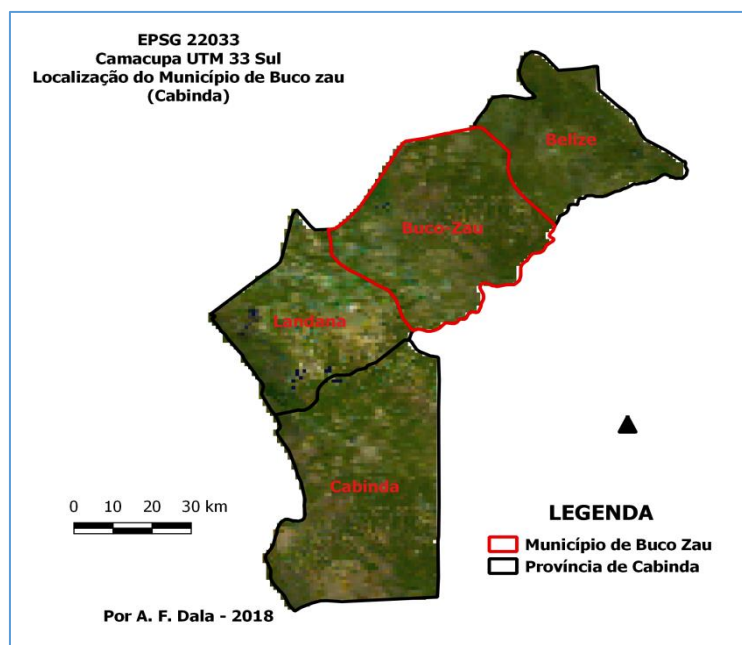 EPSG 22033
Camacupa UTM 33 Sul
Localização do Município de Buco zau
(Cabinda)
Belize
Buco-Zau
Landana
Cabinda
0 10 20 30 km
LEGENDA
Município de Buco Zau
Província de Cabinda
Por A. F. Dala - 2018